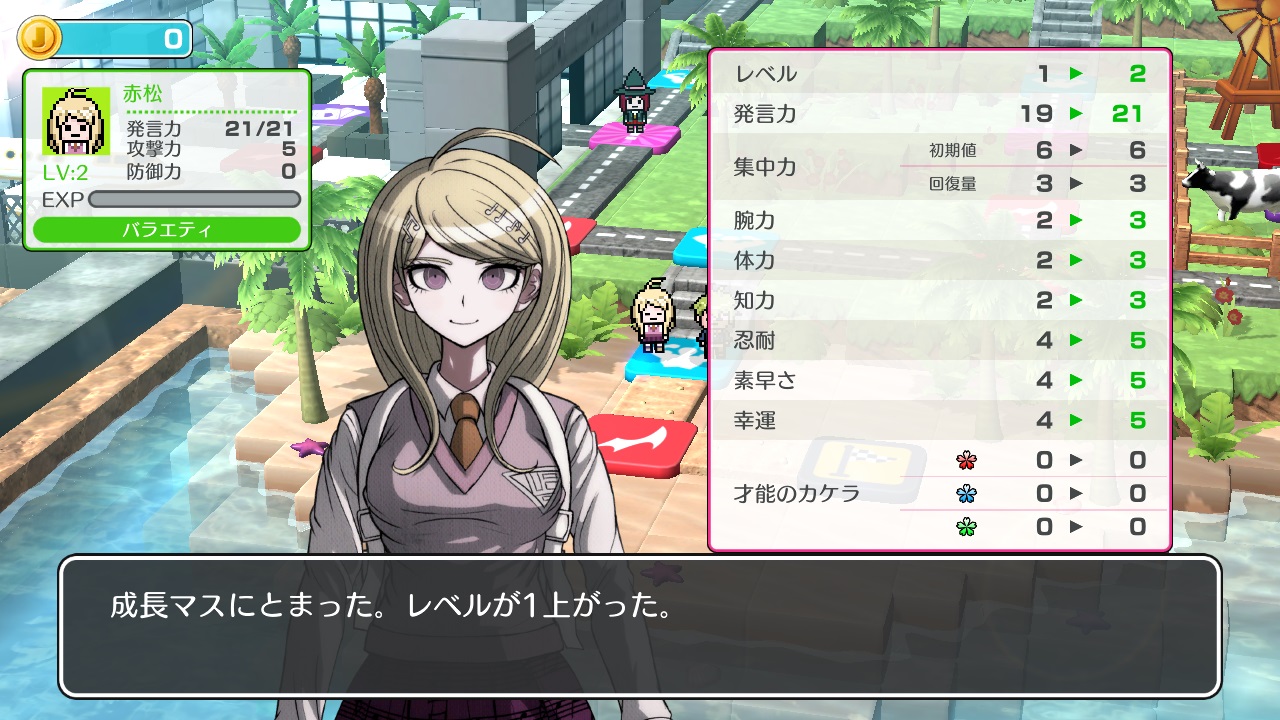 J 0
赤松
発言力 21/21
攻撃力 5
LV:2 防御力 0
EXP
バラエティ
レベル 1 ▶ 2
発言力 19 ▶ 21
集中力 初期値 6 ▶ 6
回復量 3 ▶ 3
腕力 2 ▶ 3
体力 2 ▶ 3
知力 2 ▶ 3
忍耐 4 ▶ 5
素早さ 4 ▶ 5
幸運 4 ▶ 5
才能のカケラ 0 ▶ 0
0 ▶ 0
0 ▶ 0
成長マスにとまった。レベルが1上がった。